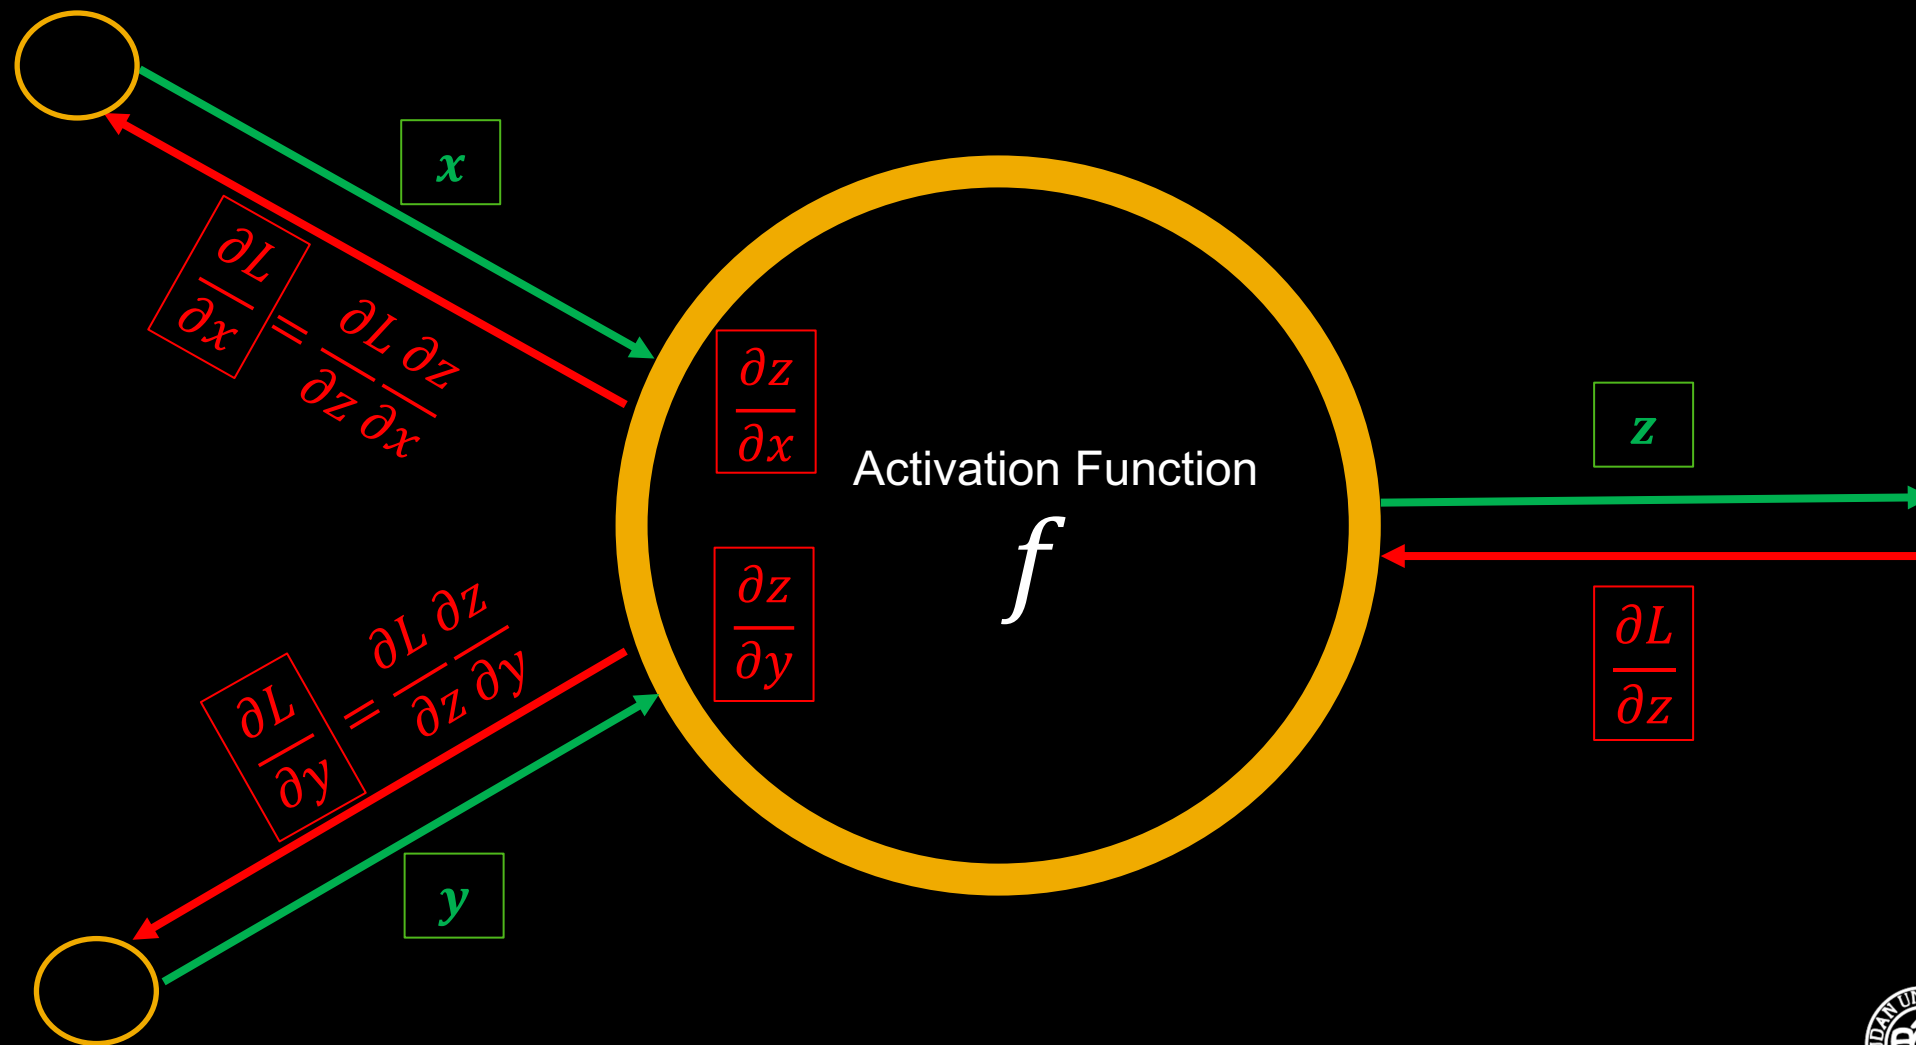 x
∂L/∂x = ∂L/∂z ∂z/∂x
∂z/∂x
Activation Function
f
z
∂z/∂y
∂L/∂z
∂L/∂y = ∂L/∂z ∂z/∂y
y